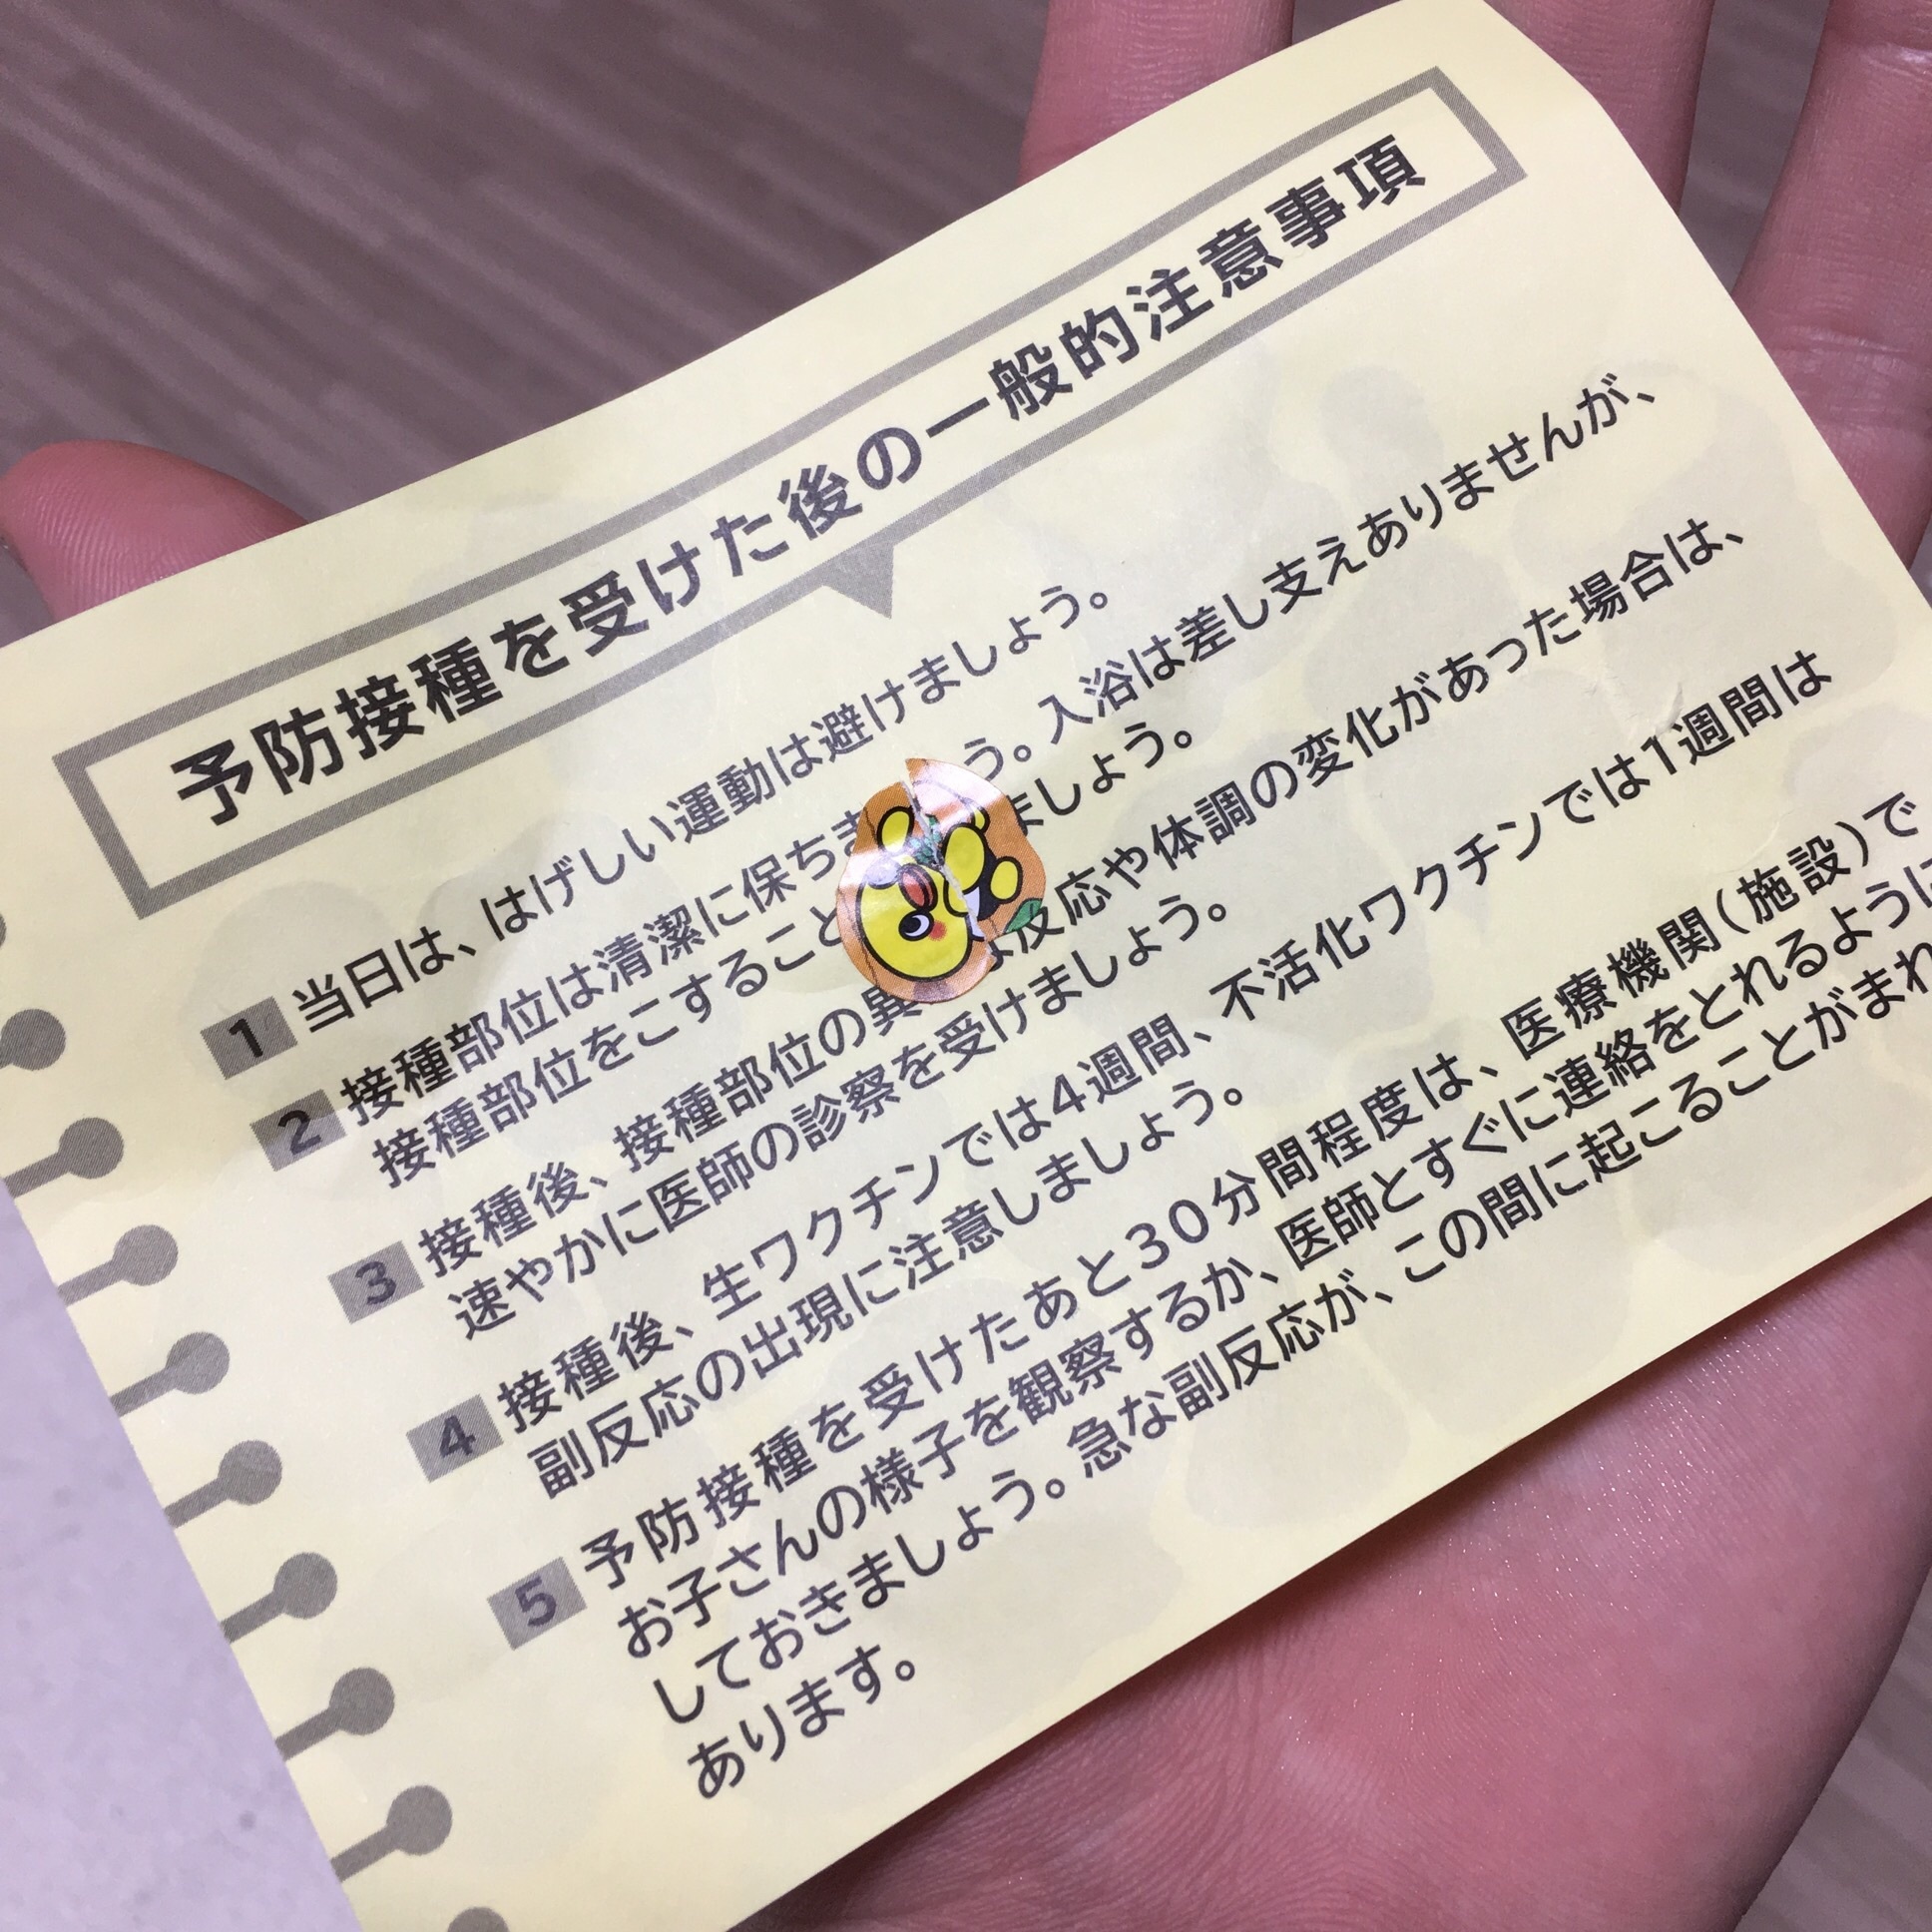 予防接種を受けた後の一般的注意事項
1 当日は、はげしい運動は避けましょう。
2 接種部位は清潔に保ちま う。入浴は差し支えありませんが、
接種部位をこすること ましょう。
3 接種後、接種部位の異 な反応や体調の変化があった場合は、
速やかに医師の診察を受けましょう。
4 接種後、生ワクチンでは4週間、不活化ワクチンでは1週間は
副反応の出現に注意しましょう。
5 予防接種を受けたあと30分間程度は、医療機関(施設)で
お子さんの様子を観察するか、医師とすぐに連絡をとれるように
しておきましょう。急な副反応が、この間に起こることがまれ
あります。